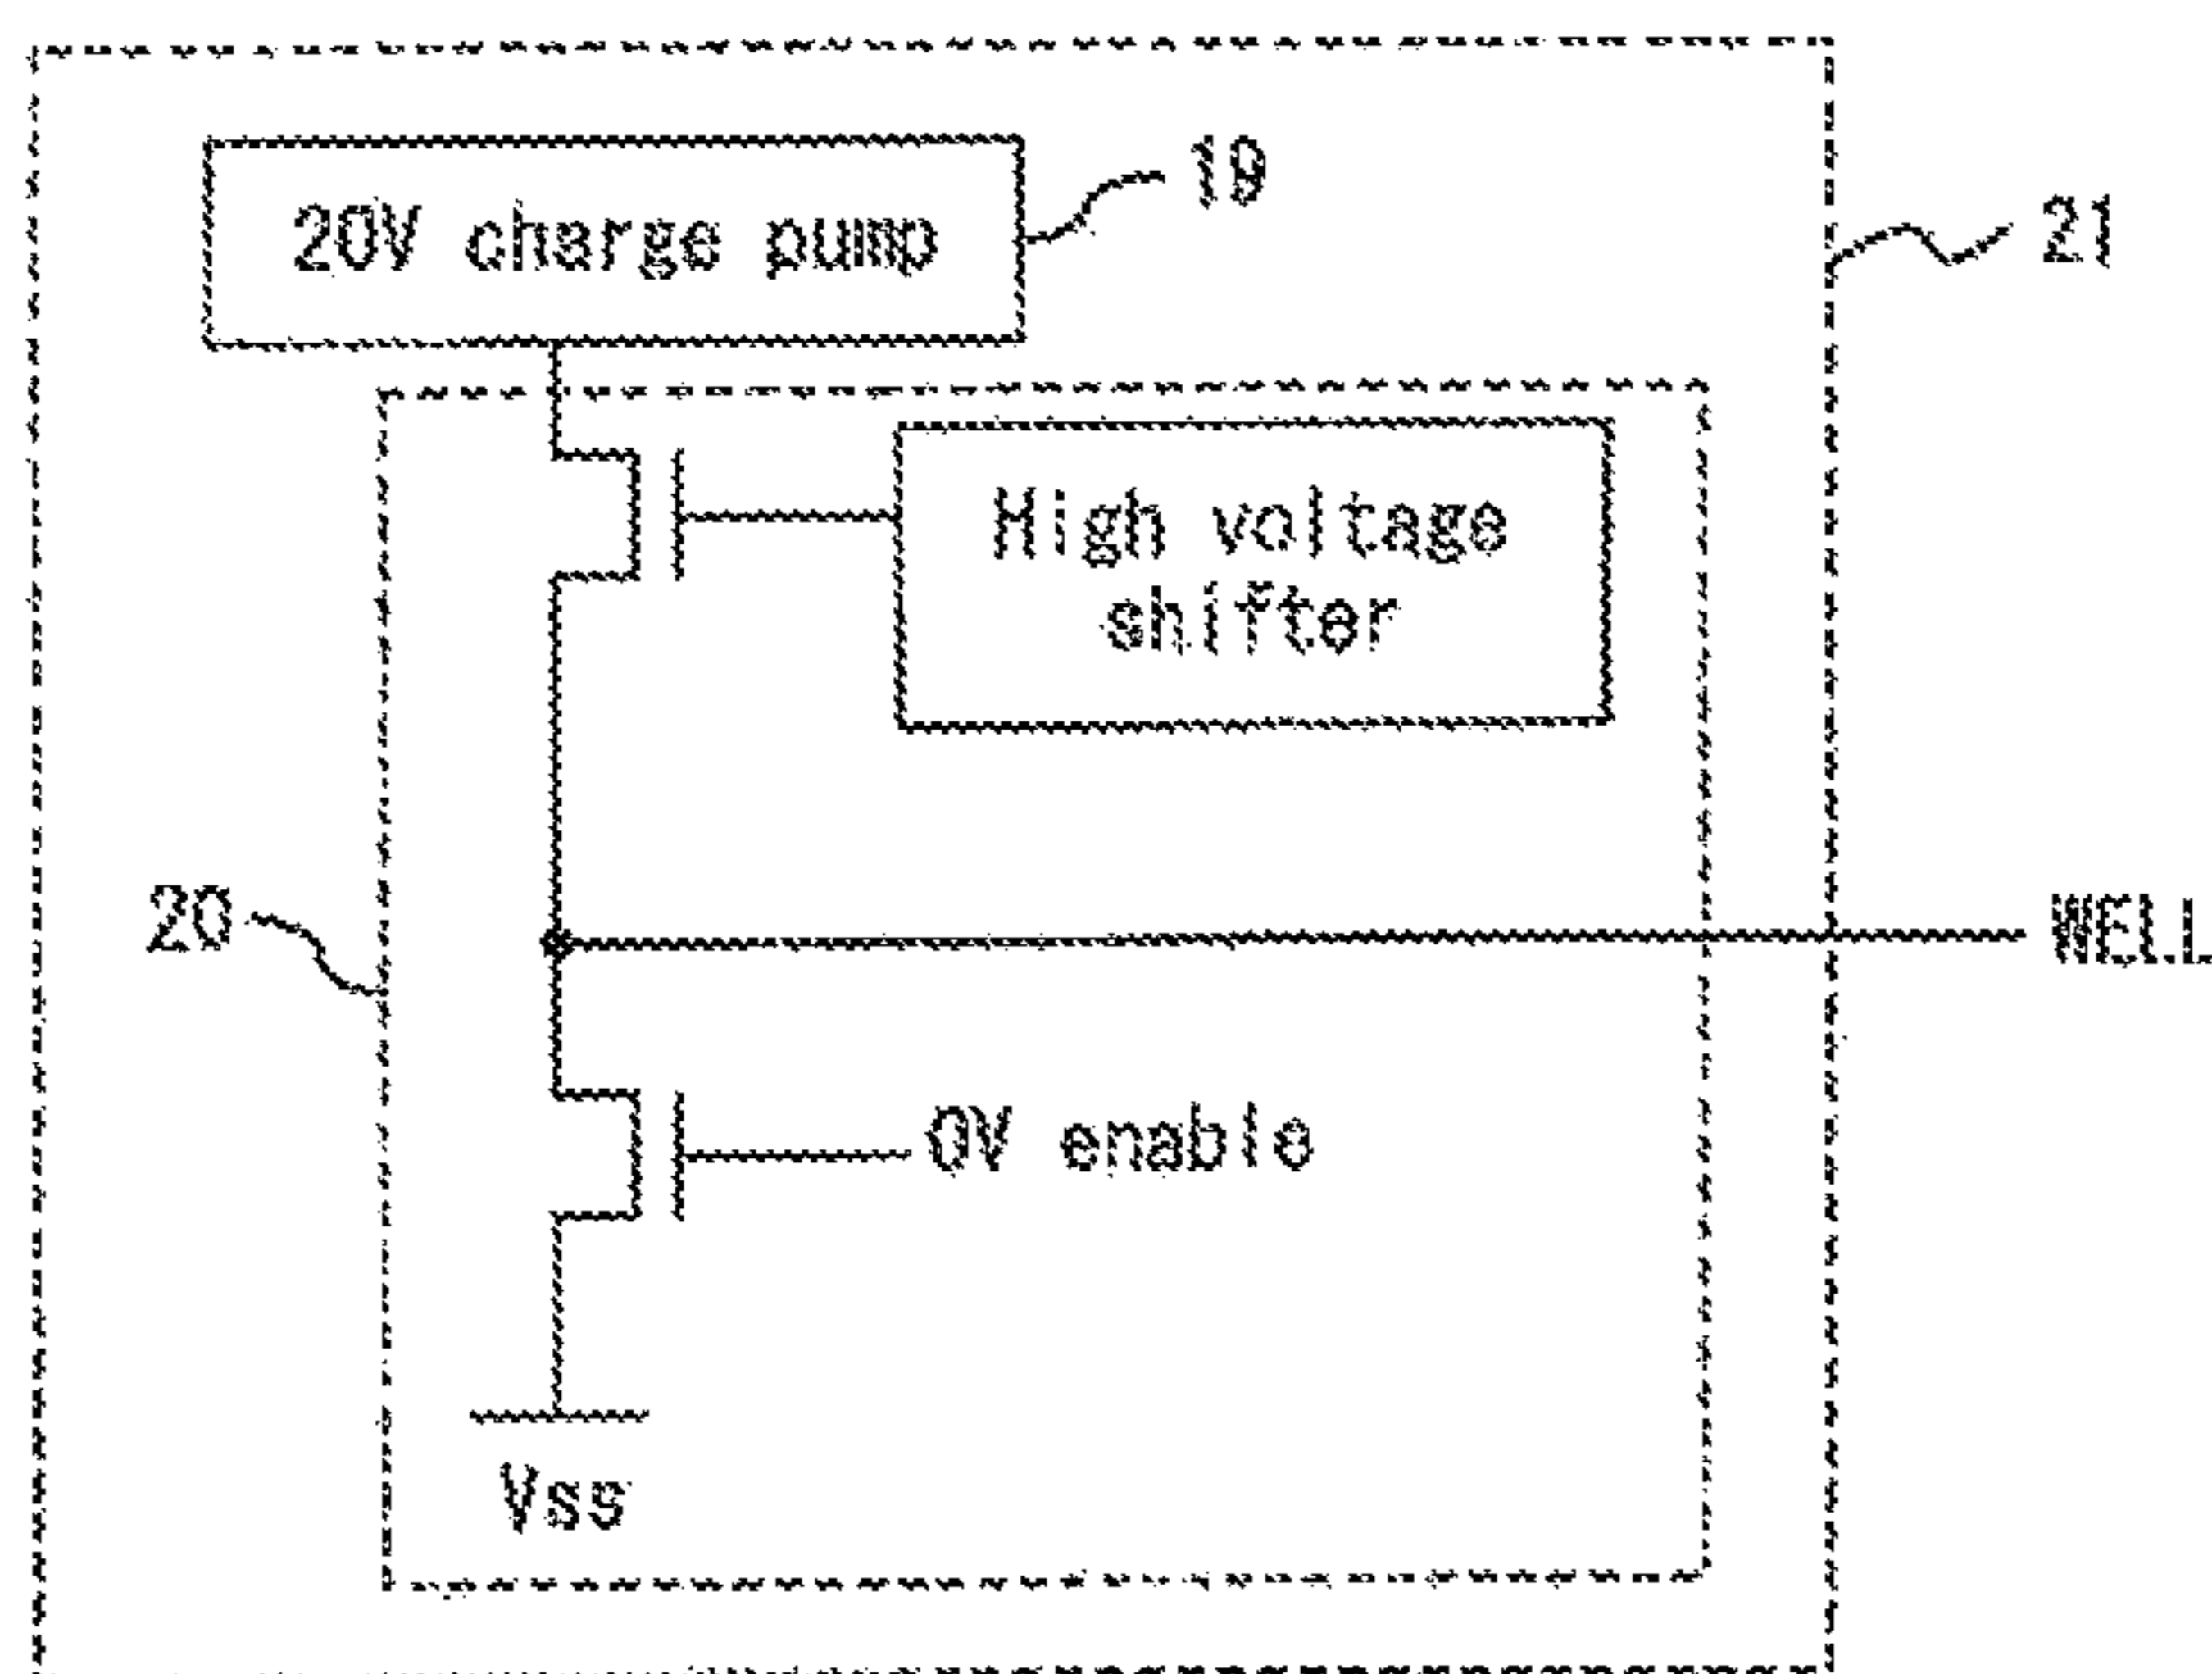 19
20V charge pump
21
High voltage
shifter
20
WELL
0V enable
Vss